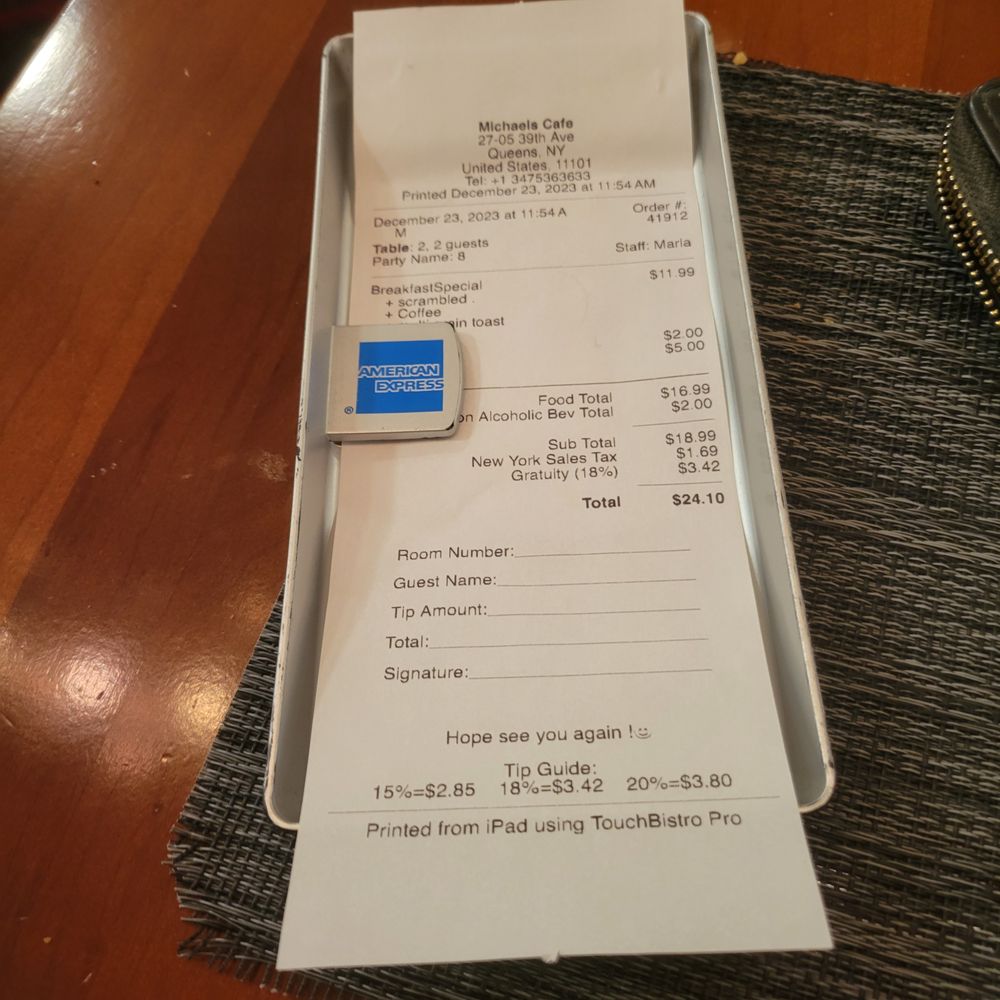 Michaels Cafe
27-05 39th Ave
Queens, NY
United States, 11101
Tel: +1 3475363633
Printed December 23, 2023 at 11:54 AM
December 23, 2023 at 11:54 A
M
Order #:
41912
Table: 2, 2 guests
Party Name: 8
Staff: Maria
BreakfastSpecial $11.99
+ scrambled .
+ Coffee
toast
$2.00
$5.00
AMERICAN
EXPRESS
®
Food Total $16.99
on Alcoholic Bev Total $2.00
Sub Total $18.99
New York Sales Tax $1.69
Gratuity (18%) $3.42
Total $24.10
Room Number:
Guest Name:
Tip Amount:
Total:
Signature:
Hope see you again !
Tip Guide:
15%=$2.85 18%=$3.42 20%=$3.80
Printed from iPad using TouchBistro Pro